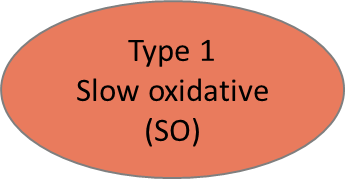 Type 1
Slow oxidative
(SO)